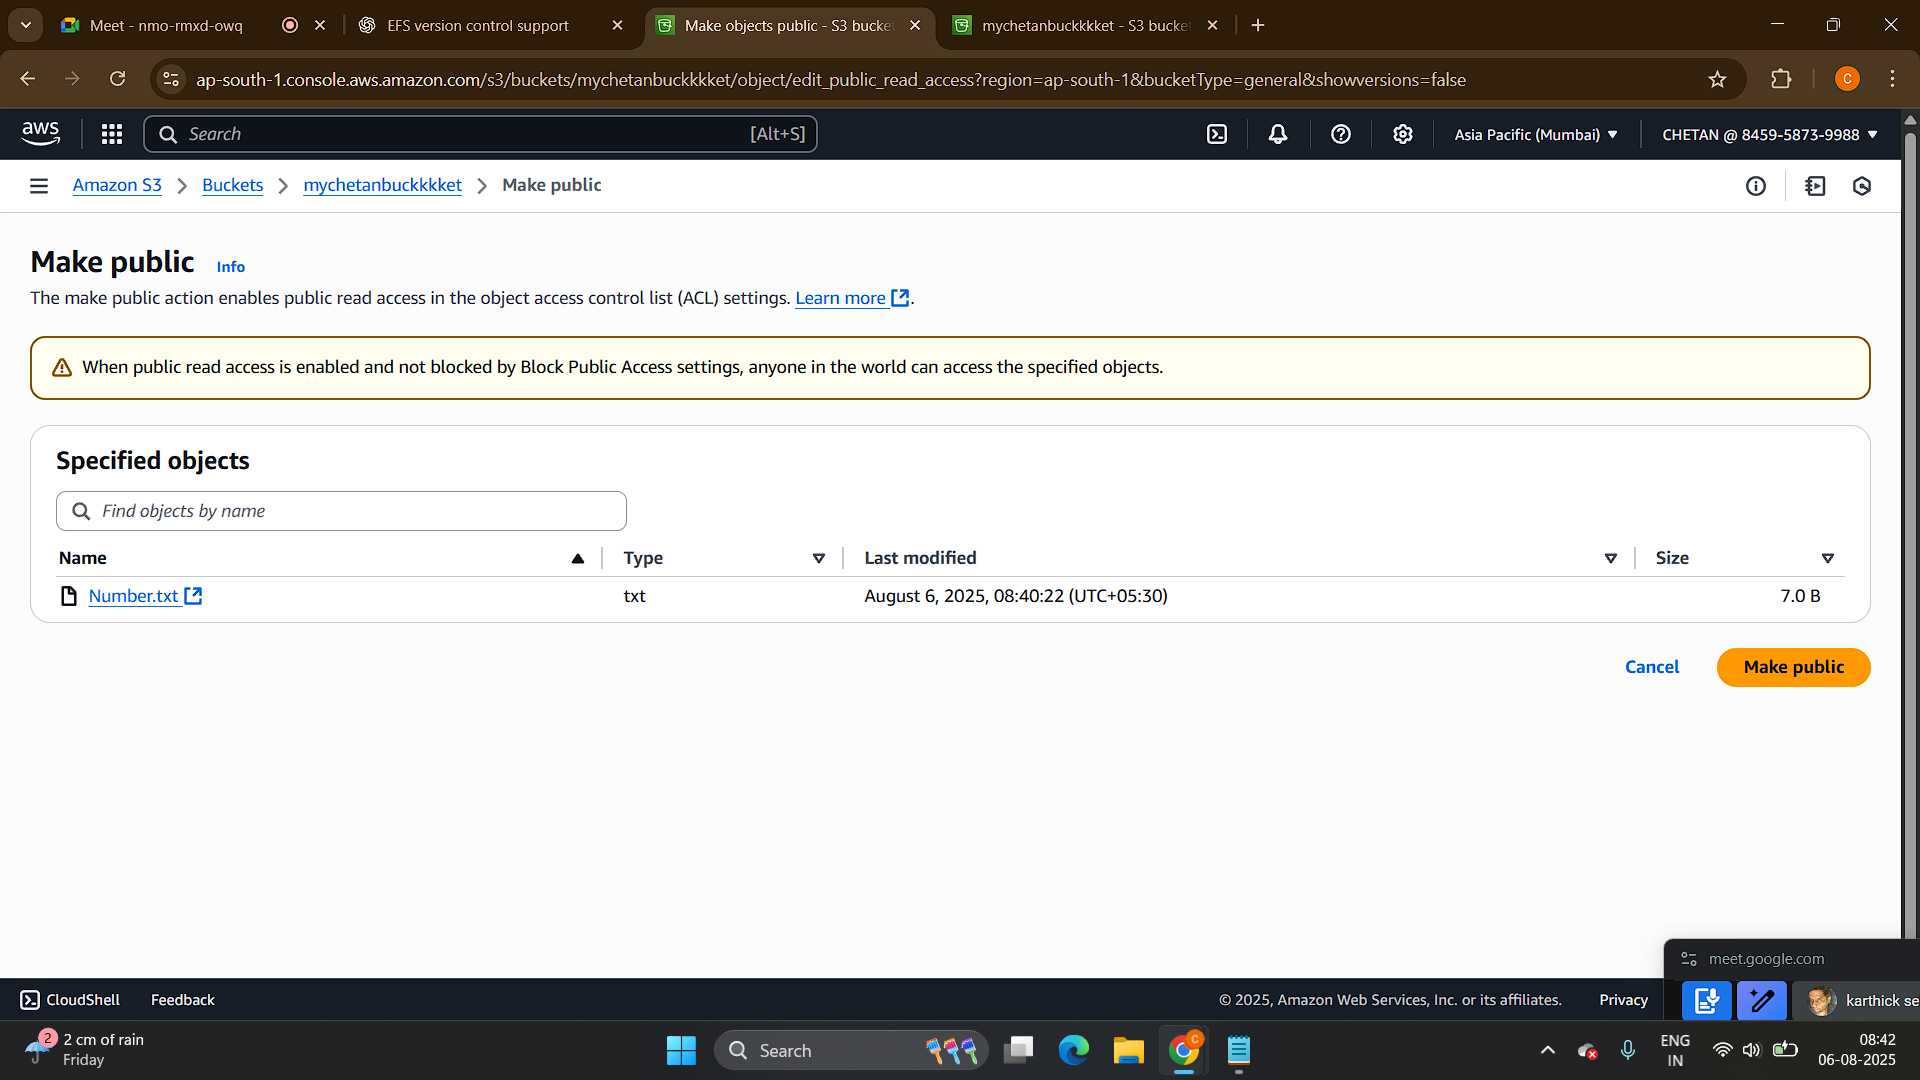 Meet - nmo-rmxd-owq
EFS version control support
Make objects public - S3 bucke
mychetanbuckkkket - S3 bucke
ap-south-1.console.aws.amazon.com/s3/buckets/mychetanbuckkkket/object/edit_public_read_access?region=ap-south-1&bucketType=general&showversions=false
C
aws
Search
[Alt+S]
Asia Pacific (Mumbai)
CHETAN @ 8459-5873-9988
Amazon S3
Buckets
mychetanbuckkkket
Make public
Make public
Info
The make public action enables public read access in the object access control list (ACL) settings. Learn more.
When public read access is enabled and not blocked by Block Public Access settings, anyone in the world can access the specified objects.
Specified objects
Find objects by name
Name
Type
Last modified
Size
Number.txt
txt
August 6, 2025, 08:40:22 (UTC+05:30)
7.0 B
Cancel
Make public
meet.google.com
karthick se
CloudShell
Feedback
© 2025, Amazon Web Services, Inc. or its affiliates.
Privacy
2
2 cm of rain
Friday
Search
C
ENG
IN
08:42
06-08-2025